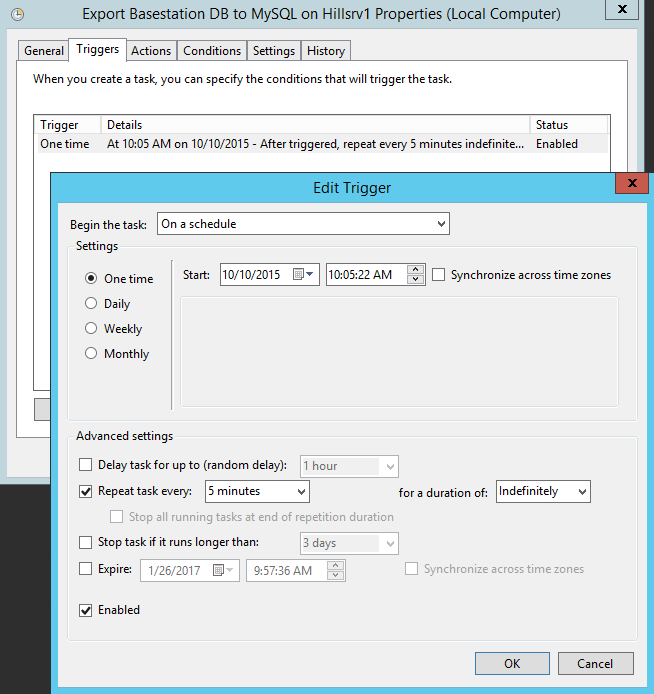 Export Basestation DB to MySQL on Hillsrv1 Properties (Local Computer)
x
General Triggers Actions Conditions Settings History
When you create a task, you can specify the conditions that will trigger the task.
Trigger Details Status
One time At 10:05 AM on 10/10/2015 - After triggered, repeat every 5 minutes indefinite... Enabled
Edit Trigger x
Begin the task: On a schedule
Settings
One time
Start: 10/10/2015 10:05:22 AM Synchronize across time zones
Daily
Weekly
Monthly
Advanced settings
Delay task for up to (random delay): 1 hour
Repeat task every: 5 minutes for a duration of: Indefinitely
Stop all running tasks at end of repetition duration
Stop task if it runs longer than: 3 days
Expire: 1/26/2017 9:57:36 AM Synchronize across time zones
Enabled
OK Cancel